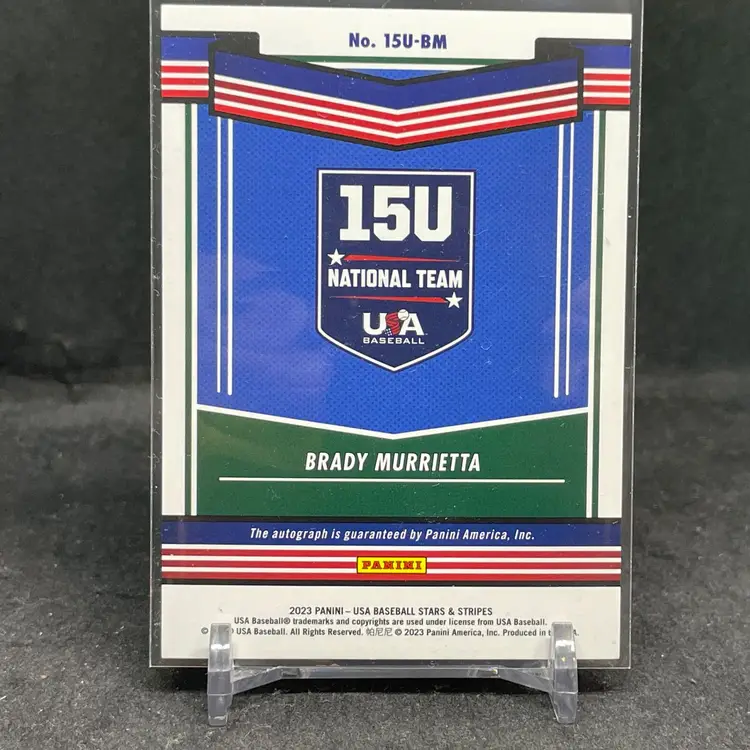 No. 15U-BM
15U
NATIONAL TEAM
USA
BASEBALL
BRADY MURRIETTA
The autograph is guaranteed by Panini America, Inc.
PANINI
2023 PANINI – USA BASEBALL STARS & STRIPES
USA Baseball® trademarks and copyrights are used under license from USA Baseball.
© USA Baseball. All Rights Reserved. 帕尼尼 © 2023 Panini America, Inc. Produced in